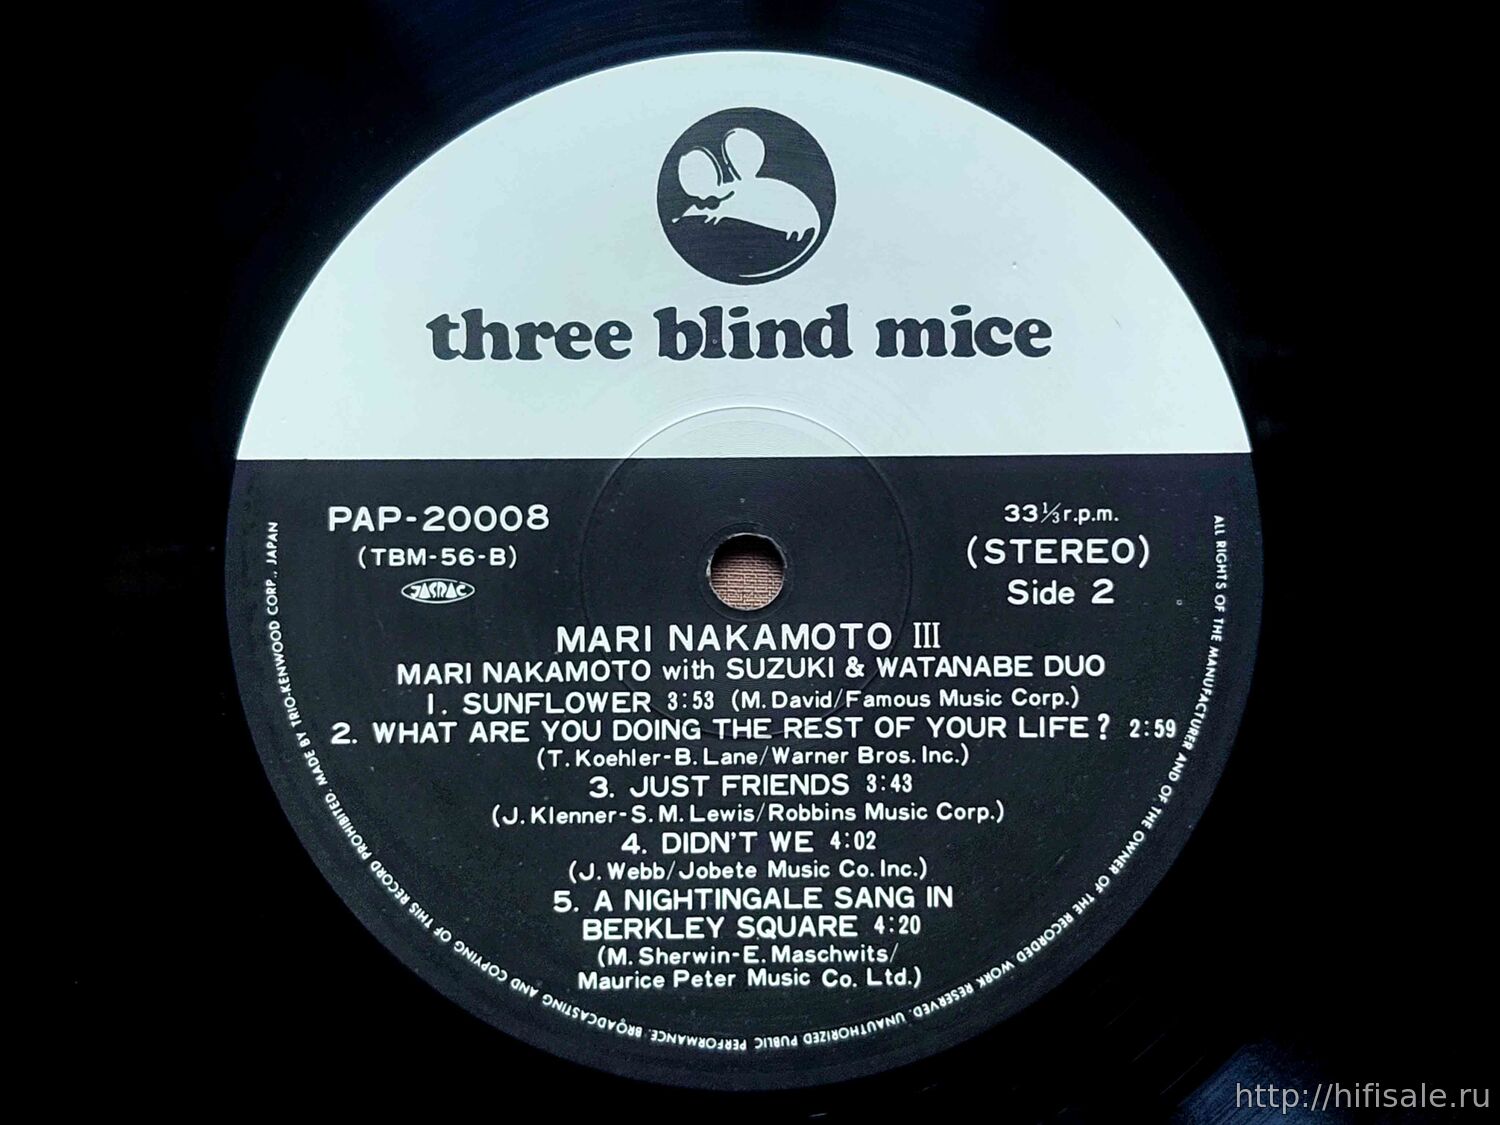 three blind mice
PAP-20008
(TBM-56-B)
JASRAC
33⅓ r.p.m.
(STEREO)
Side 2
MARI NAKAMOTO III
MARI NAKAMOTO with SUZUKI & WATANABE DUO
1. SUNFLOWER 3:53 (M. David/Famous Music Corp.)
2. WHAT ARE YOU DOING THE REST OF YOUR LIFE? 2:59
(T. Koehler-B. Lane/Warner Bros. Inc.)
3. JUST FRIENDS 3:43
(J. Klenner-S. M. Lewis/Robbins Music Corp.)
4. DIDN'T WE 4:02
(J. Webb/Jobete Music Co. Inc.)
5. A NIGHTINGALE SANG IN
BERKLEY SQUARE 4:20
(M. Sherwin-E. Maschwits/
Maurice Peter Music Co. Ltd.)
ALL RIGHTS OF THE MANUFACTURER AND OF THE OWNER OF THE RECORDED WORK RESERVED. UNAUTHORIZED PUBLIC PERFORMANCE, BROADCASTING AND COPYING OF THIS RECORD PROHIBITED. MADE BY TRIO-KENWOOD CORP., JAPAN
http://hifisale.ru